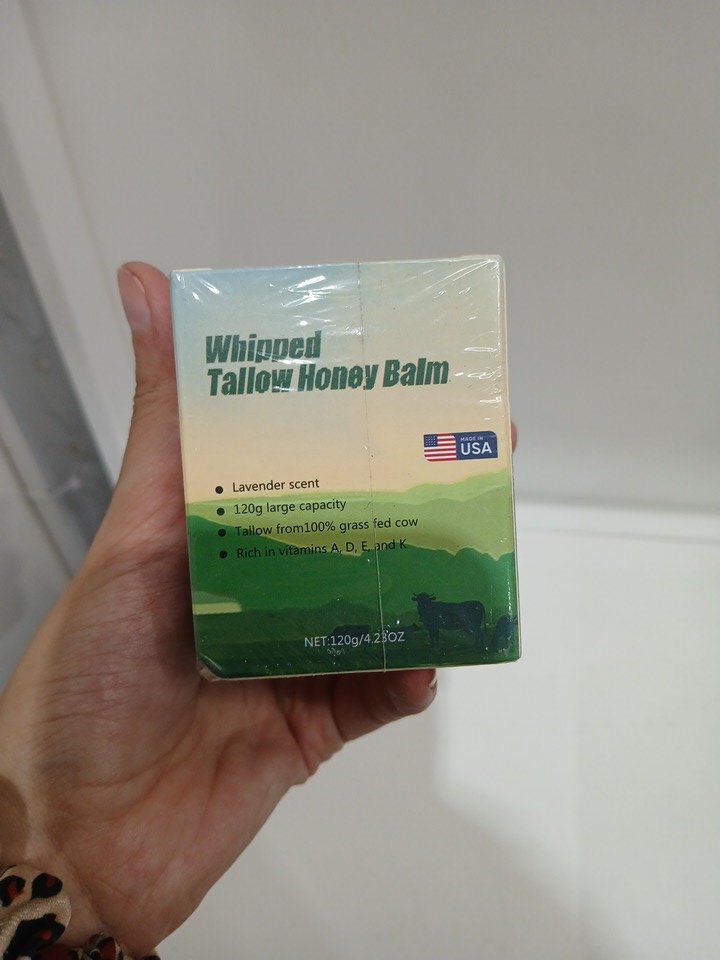 Whipped
Tallow Honey Balm
MADE IN
USA
Lavender scent
120g large capacity
Tallow from100% grass fed cow
Rich in vitamins A, D, E, and K
NET:120g/4.23OZ